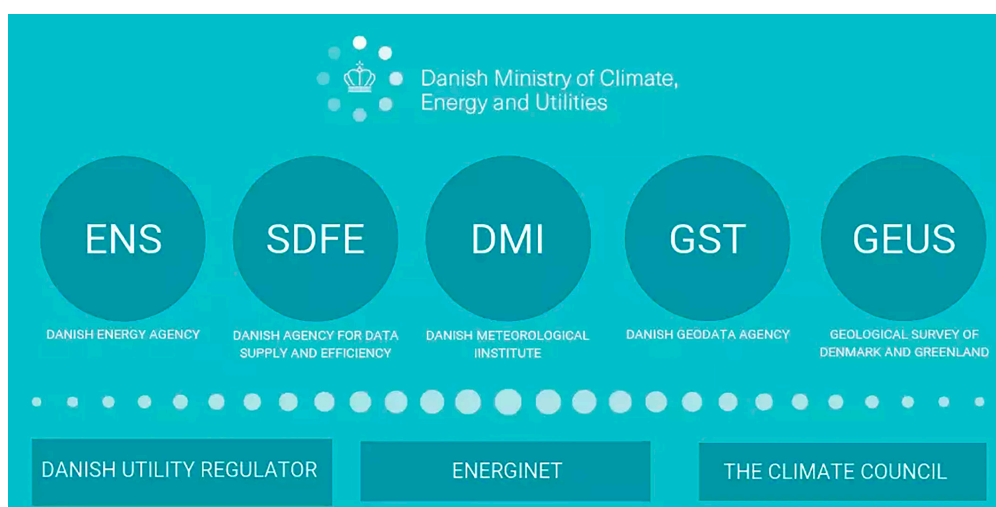 Danish Ministry of Climate,
Energy and Utilities
ENS
SDFE
DMI
GST
GEUS
DANISH ENERGY AGENCY
DANISH AGENCY FOR DATA
SUPPLY AND EFFICIENCY
DANISH METEOROLOGICAL
IINSTITUTE
DANISH GEODATA AGENCY
GEOLOGICAL SURVEY OF
DENMARK AND GREENLAND
DANISH UTILITY REGULATOR
ENERGINET
THE CLIMATE COUNCIL